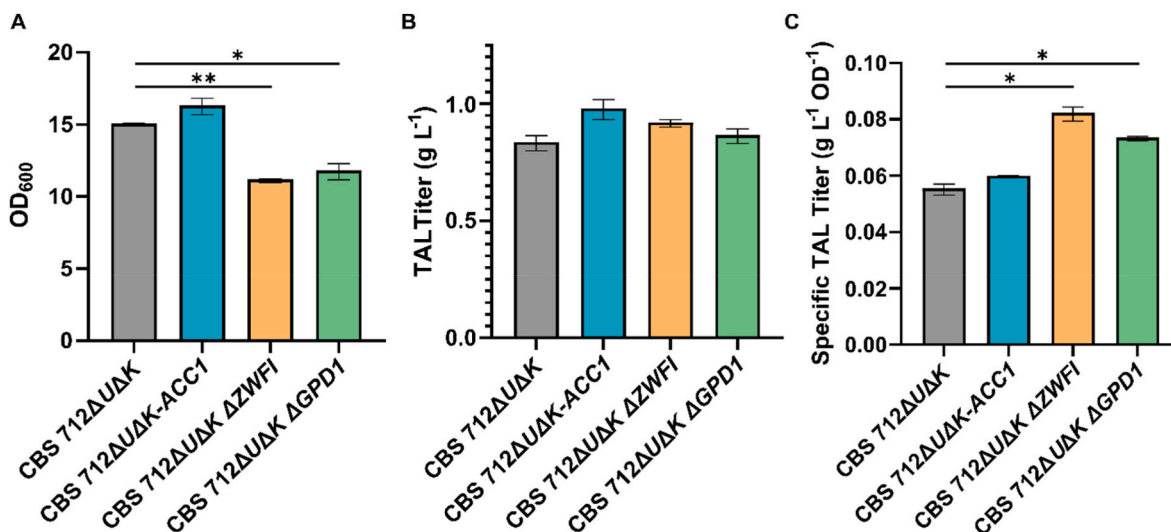 A
OD600
20
15
10
5
0
*
**
CBS 712ΔUΔK
CBS 712ΔUΔK-ACC1
CBS 712ΔUΔK ΔZWFI
CBS 712ΔUΔK ΔGPD1
B
TALTiter (g L-1)
1.0
0.5
0.0
CBS 712ΔUΔK
CBS 712ΔUΔK-ACC1
CBS 712ΔUΔK ΔZWFI
CBS 712ΔUΔK ΔGPD1
C
Specific TAL Titer (g L-1 OD-1)
0.10
0.08
0.06
0.04
0.02
0.00
*
*
CBS 712ΔUΔK
CBS 712ΔUΔK-ACC1
CBS 712ΔUΔK ΔZWFI
CBS 712ΔUΔK ΔGPD1